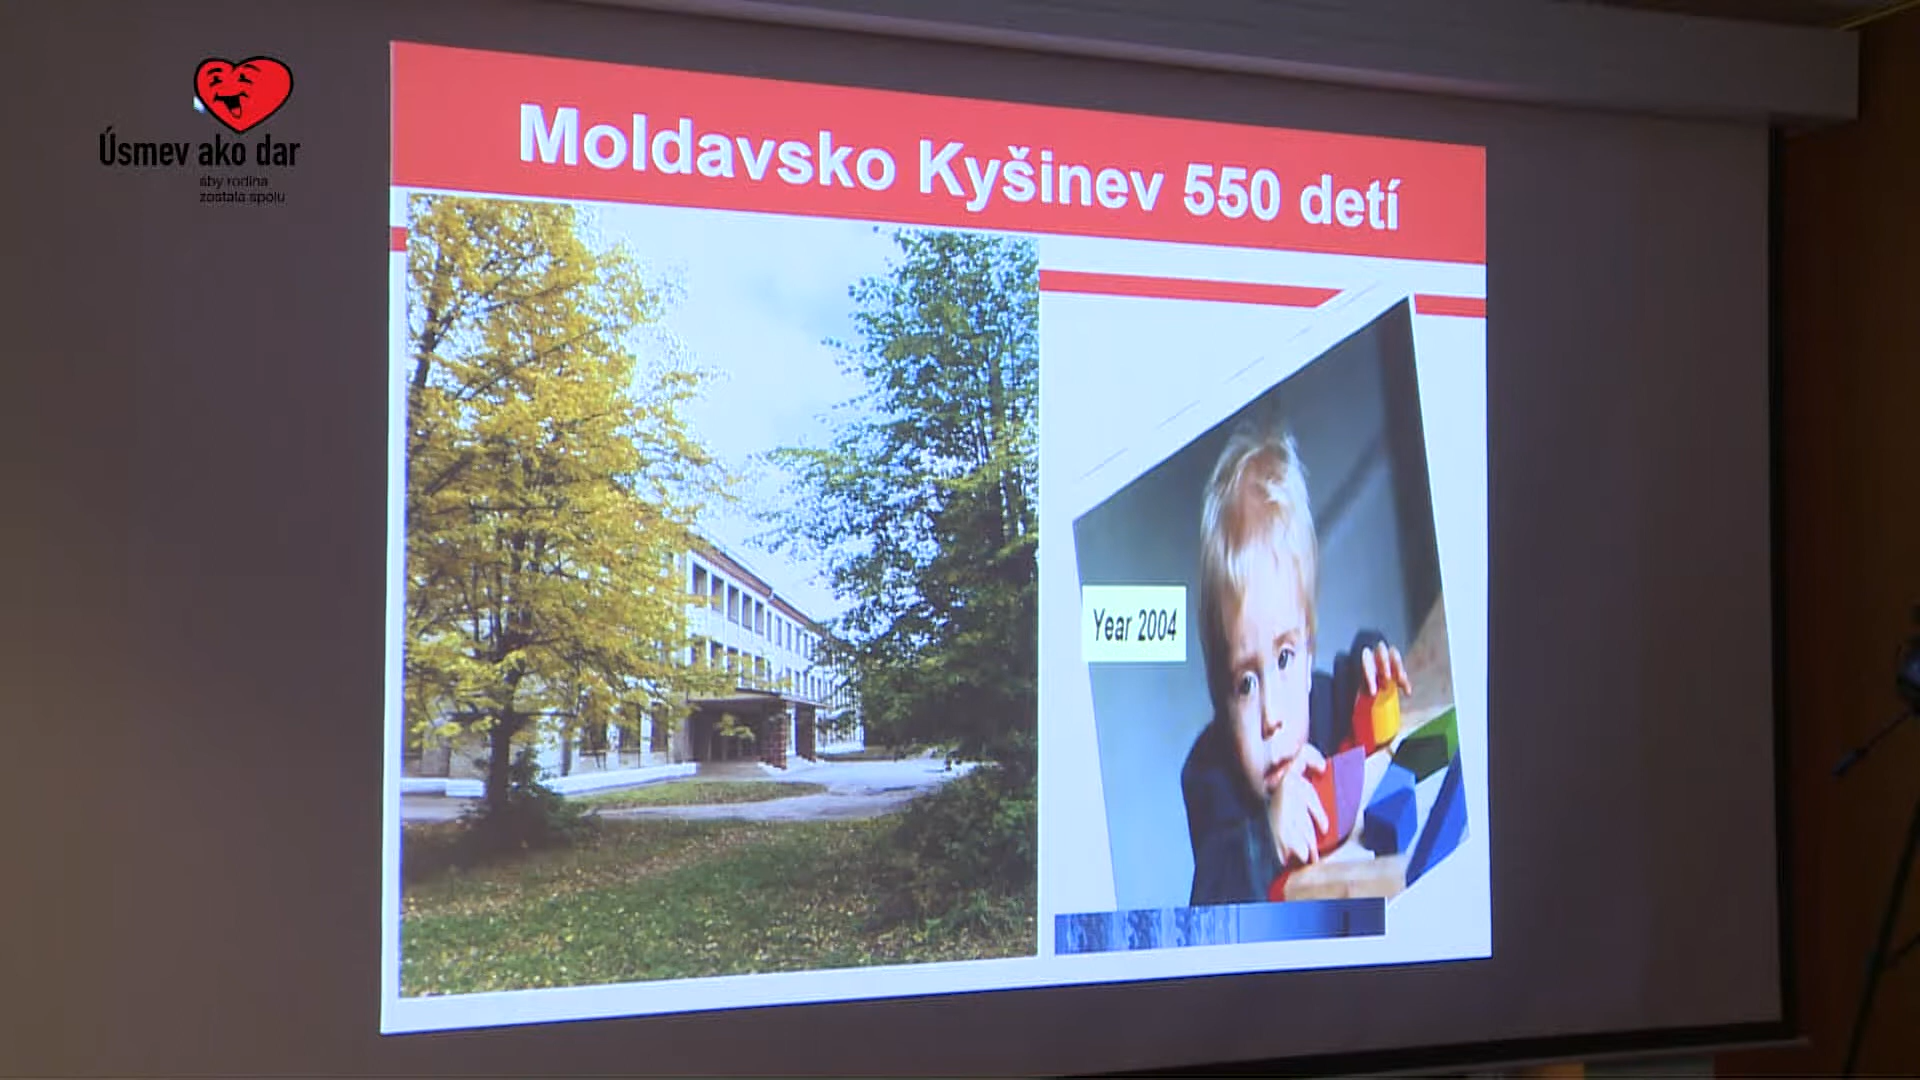 Úsmev ako dar
aby rodina
zostala spolu
Moldavsko Kyšinev 550 detí
Year 2004